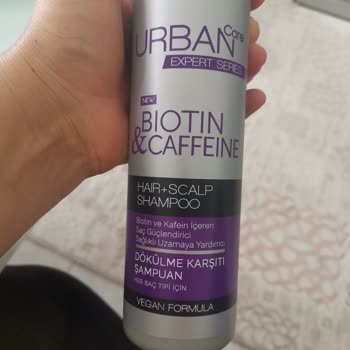 URBAN Care
EXPERT SERIES
NEW
BIOTIN
& CAFFEINE
HAIR+SCALP
SHAMPOO
Biotin ve Kafein İçeren
Saç Güçlendirici
Sağlıklı Uzamaya Yardımcı
DÖKÜLME KARŞITI
ŞAMPUAN
HER SAÇ TİPİ İÇİN
VEGAN FORMULA